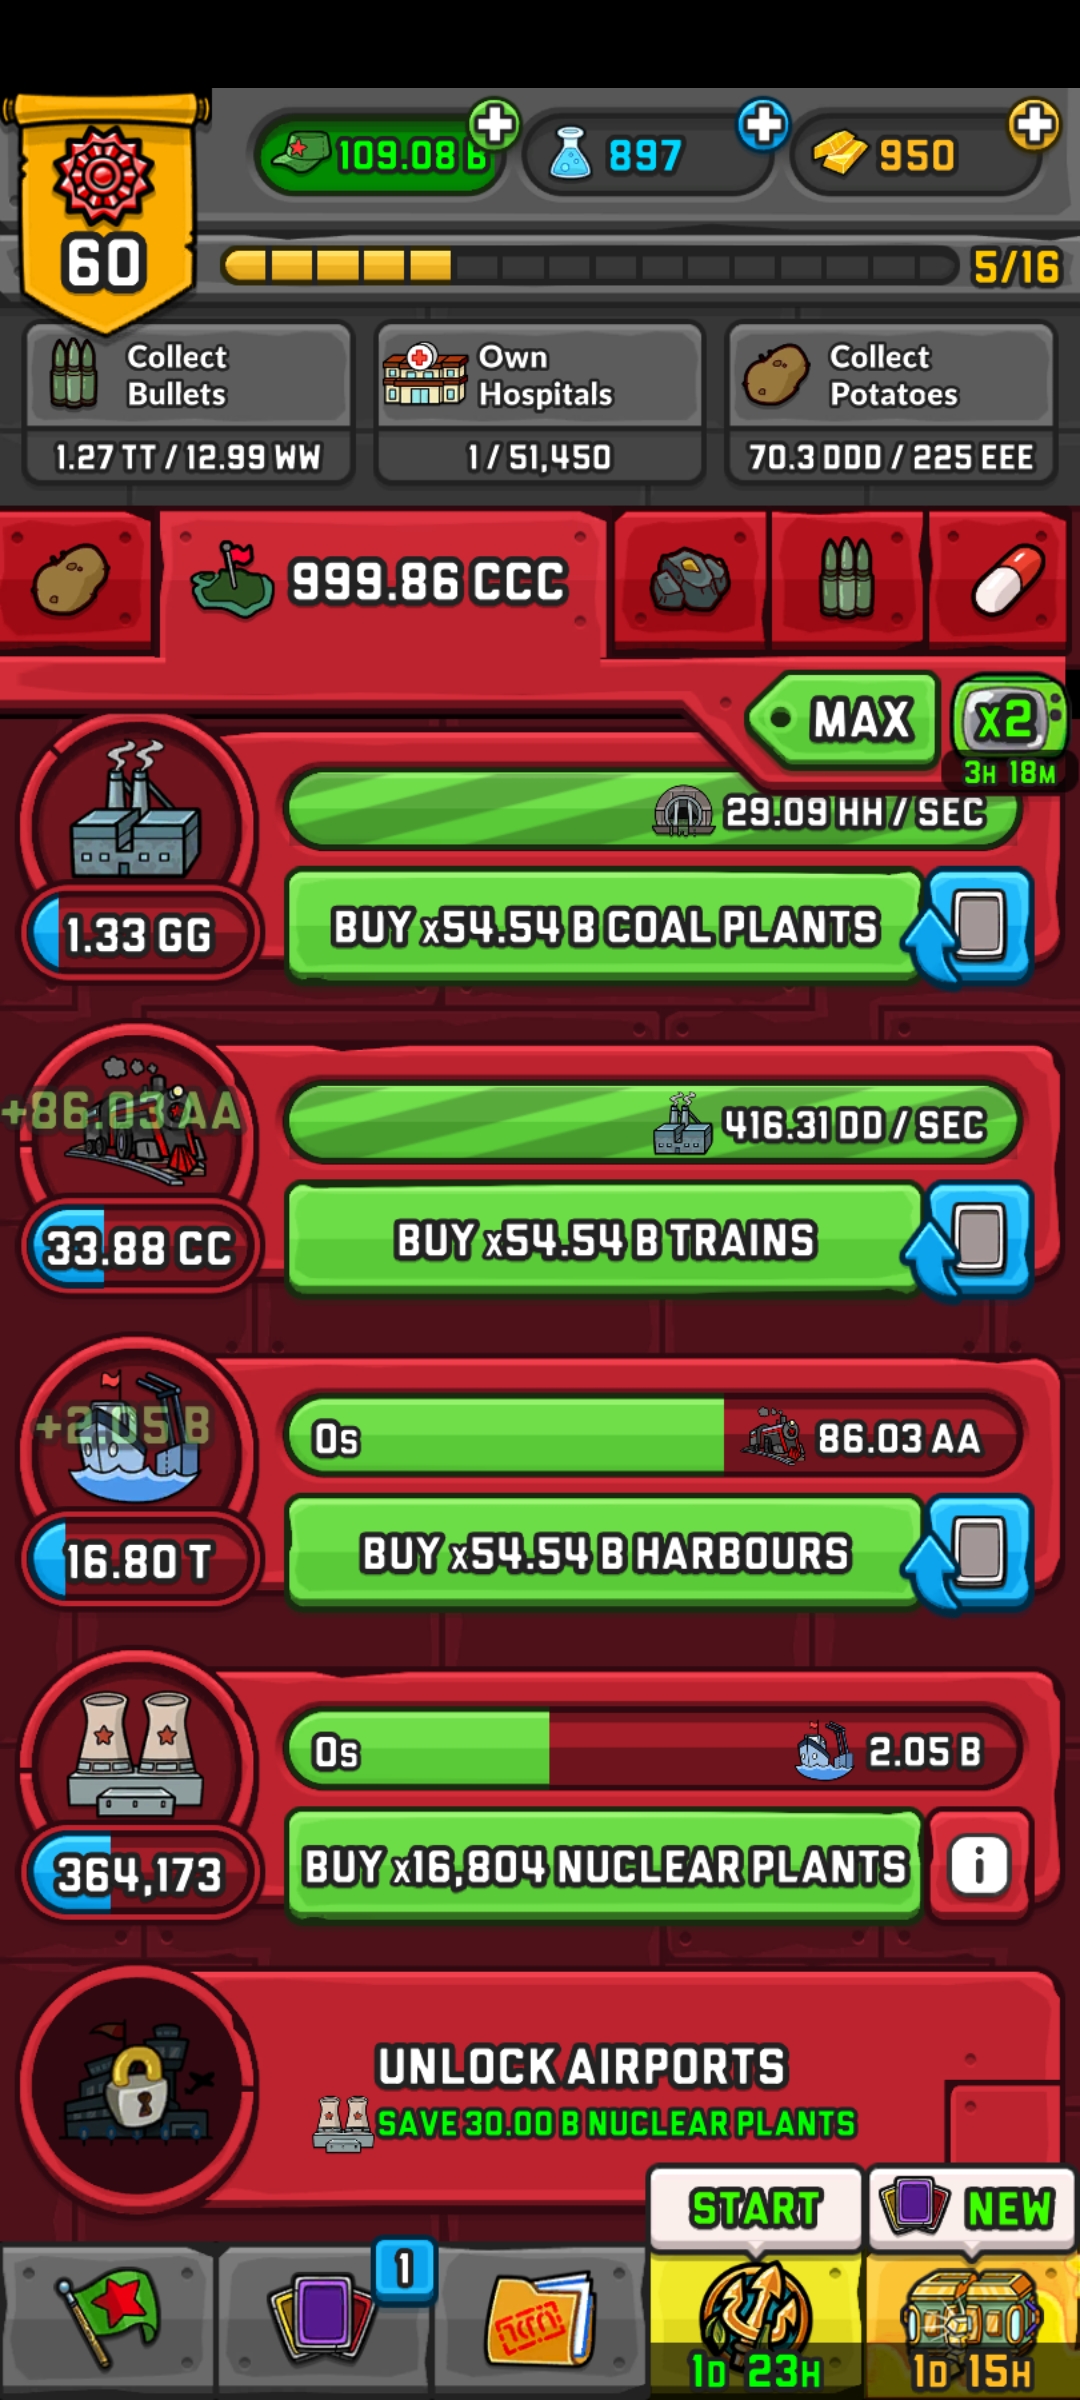 109.08 B
897
950
60
5/16
Collect Bullets
1.27 TT / 12.99 WW
Own Hospitals
1 / 51,450
Collect Potatoes
70.3 DDD / 225 EEE
999.86 CCC
MAX
x2
3H 18M
29.09 HH / SEC
1.33 GG
BUY x54.54 B COAL PLANTS
+86.03 AA
416.31 DD / SEC
33.88 CC
BUY x54.54 B TRAINS
+2.05 B
0s
86.03 AA
16.80 T
BUY x54.54 B HARBOURS
0s
2.05 B
364,173
BUY x16,804 NUCLEAR PLANTS
i
UNLOCK AIRPORTS
SAVE 30.00 B NUCLEAR PLANTS
START
NEW
1
1D 23H
1D 15H